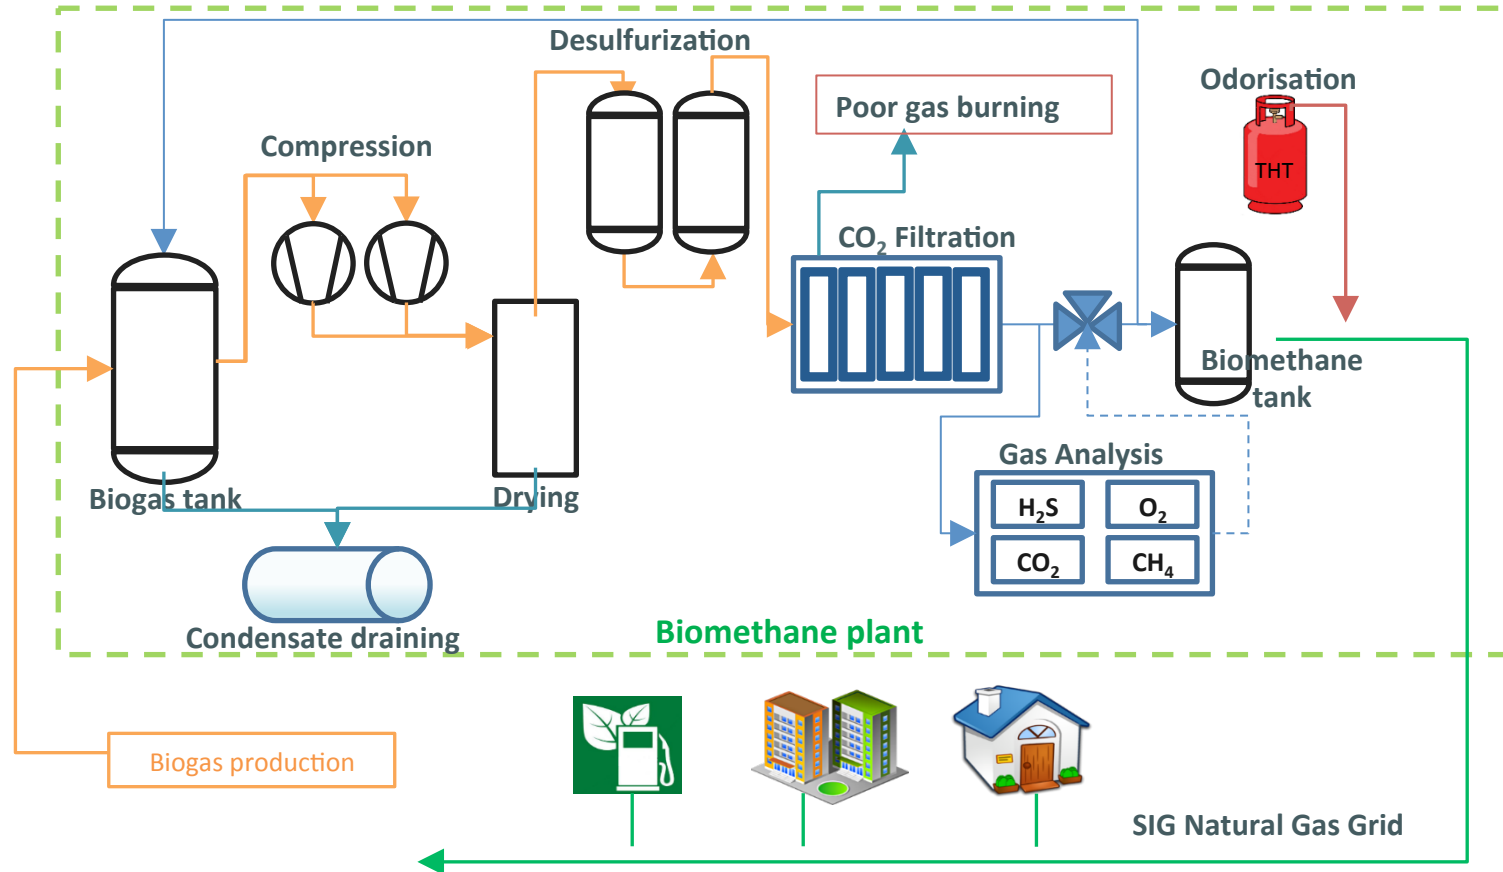 Desulfurization
Odorisation
Poor gas burning
Compression
THT
CO₂ Filtration
Biomethane
tank
Gas Analysis
Biogas tank
Drying
H₂S
O₂
CO₂
CH₄
Condensate draining
Biomethane plant
Biogas production
SIG Natural Gas Grid